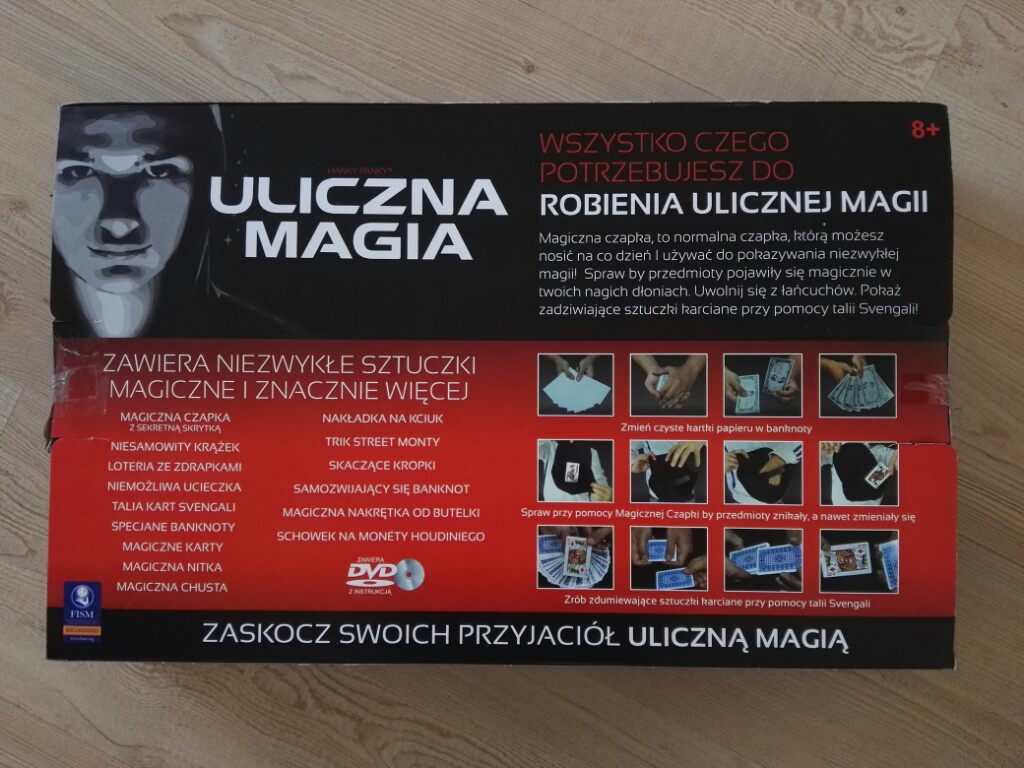 HANKY PANKY®
ULICZNA
MAGIA
WSZYSTKO CZEGO
POTRZEBUJESZ DO
ROBIENIA ULICZNEJ MAGII
8+
Magiczna czapka, to normalna czapka, którą możesz
nosić na co dzień I używać do pokazywania niezwykłej
magii! Spraw by przedmioty pojawiły się magicznie w
twoich nagich dłoniach. Uwolnij się z łańcuchów. Pokaż
zadziwiające sztuczki karciane przy pomocy talii Svengali!
ZAWIERA NIEZWYKŁE SZTUCZKI
MAGICZNE I ZNACZNIE WIĘCEJ
MAGICZNA CZAPKA
Z SEKRETNĄ SKRYTKĄ
NIESAMOWITY KRĄŻEK
LOTERIA ZE ZDRAPKAMI
NIEMOŻLIWA UCIECZKA
TALIA KART SVENGALI
SPECJANE BANKNOTY
MAGICZNE KARTY
MAGICZNA NITKA
MAGICZNA CHUSTA
NAKŁADKA NA KCIUK
TRIK STREET MONTY
SKACZĄCE KROPKI
SAMOZWIJAJĄCY SIĘ BANKNOT
MAGICZNA NAKRĘTKA OD BUTELKI
SCHOWEK NA MONETY HOUDINIEGO
ZAWIERA
DVD
Z INSTRUKCJĄ
Zmień czyste kartki papieru w banknoty
Spraw przy pomocy Magicznej Czapki by przedmioty znikały, a nawet zmieniały się
Zrób zdumiewające sztuczki karciane przy pomocy talii Svengali
FISM
ZASKOCZ SWOICH PRZYJACIÓŁ ULICZNĄ MAGIĄ